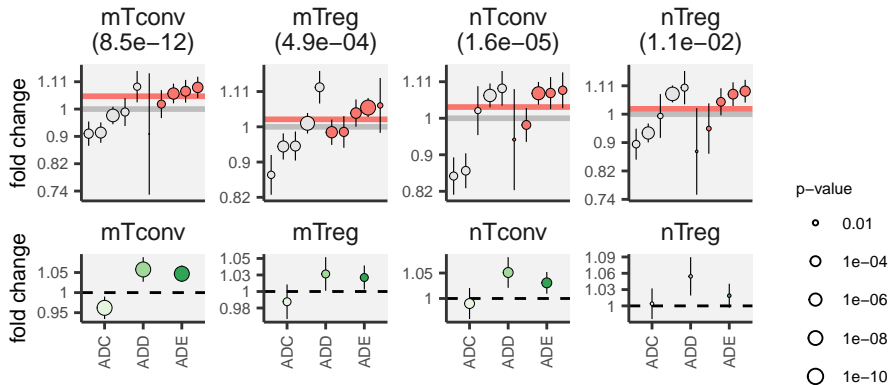 mTconv
(8.5e−12)
mTreg
(4.9e−04)
nTconv
(1.6e−05)
nTreg
(1.1e−02)
fold change
1.11
1
0.9
0.82
0.74
1.11
1
0.9
0.82
1.11
1
0.9
0.82
1.11
1
0.9
0.82
0.74
mTconv
mTreg
nTconv
nTreg
fold change
1.05
1
0.95
1.05
1.03
1
0.98
1.05
1
1.09
1.06
1.03
1
ADC
ADD
ADE
ADC
ADD
ADE
ADC
ADD
ADE
ADC
ADD
ADE
p−value
0.01
1e−04
1e−06
1e−08
1e−10